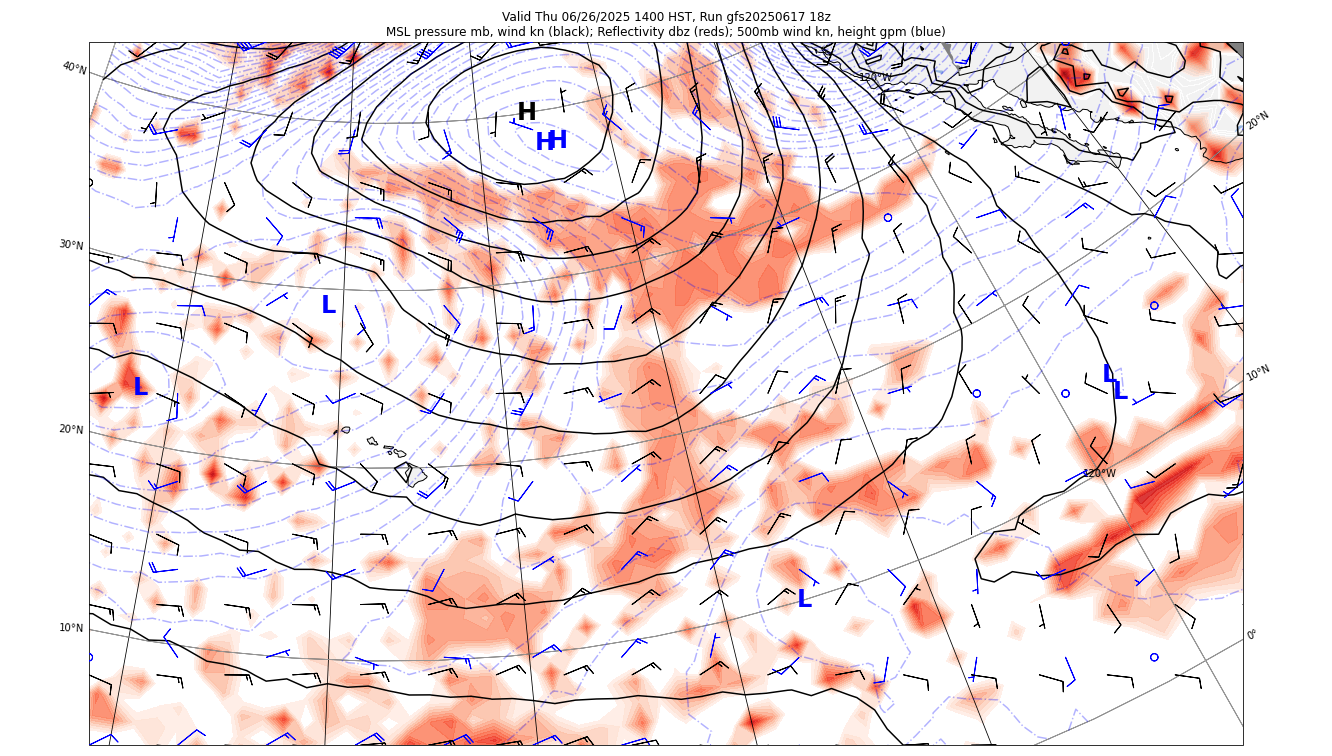 Valid Thu 06/26/2025 1400 HST, Run gfs20250617 18z
MSL pressure mb, wind kn (black); Reflectivity dbz (reds); 500mb wind kn, height gpm (blue)
40°N
120°W
H
20°N
H H
30°N
L
10°N
L
L
L
20°N
120°W
L
10°N
0°